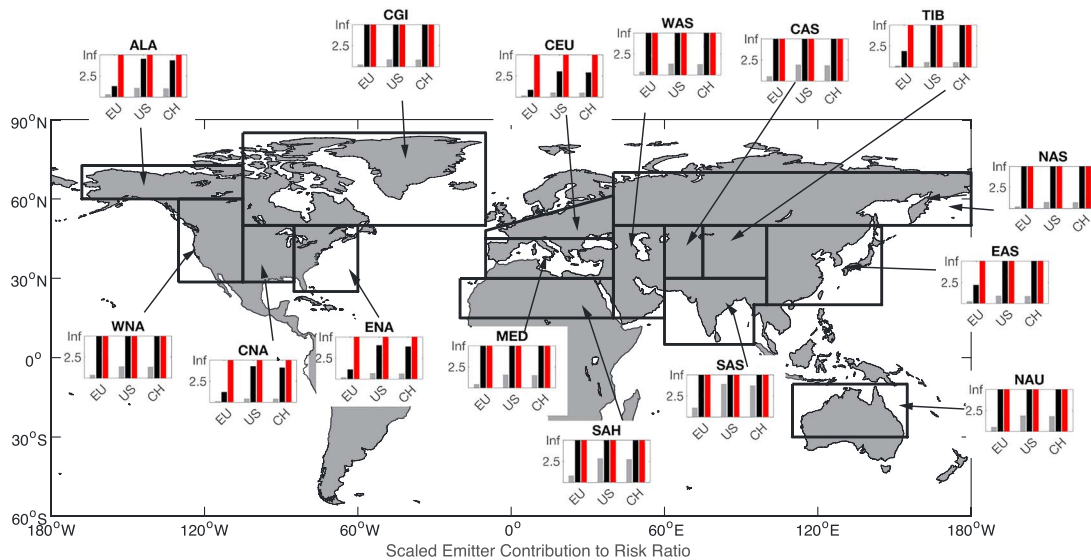 CGI
Inf
2.5
EU US CH
WAS
Inf
2.5
EU US CH
CAS
Inf
2.5
EU US CH
TIB
Inf
2.5
EU US CH
ALA
Inf
2.5
EU US CH
CEU
Inf
2.5
EU US CH
90°N
60°N
30°N
0°
30°S
60°S
NAS
Inf
2.5
EU US CH
EAS
Inf
2.5
EU US CH
WNA
Inf
2.5
EU US CH
CNA
Inf
2.5
EU US CH
ENA
Inf
2.5
EU US CH
MED
Inf
2.5
EU US CH
SAS
Inf
2.5
EU US CH
NAU
Inf
2.5
EU US CH
SAH
Inf
2.5
EU US CH
180°W 120°W 60°W 0° 60°E 120°E 180°W
Scaled Emitter Contribution to Risk Ratio